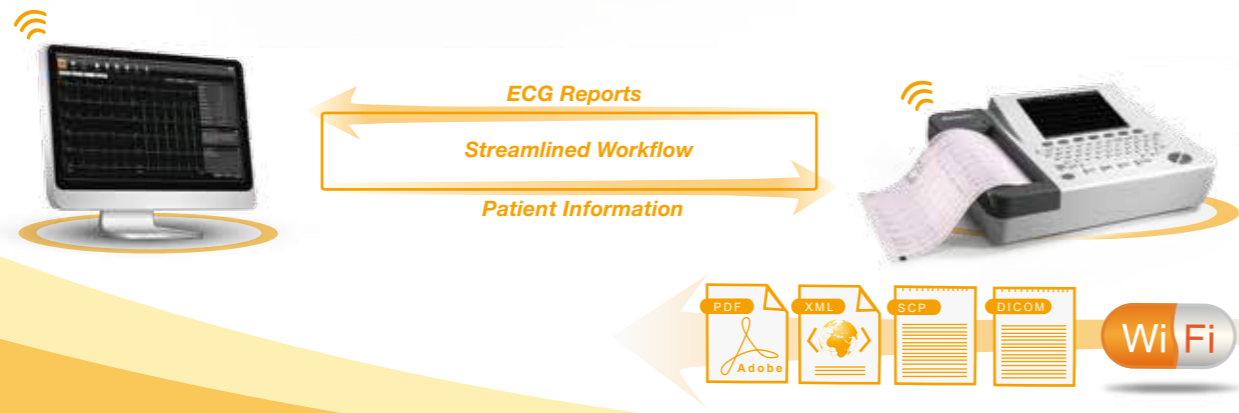 ECG Reports
Streamlined Workflow
Patient Information
PDF
XML
SCP
DICOM
Adobe
Wi Fi